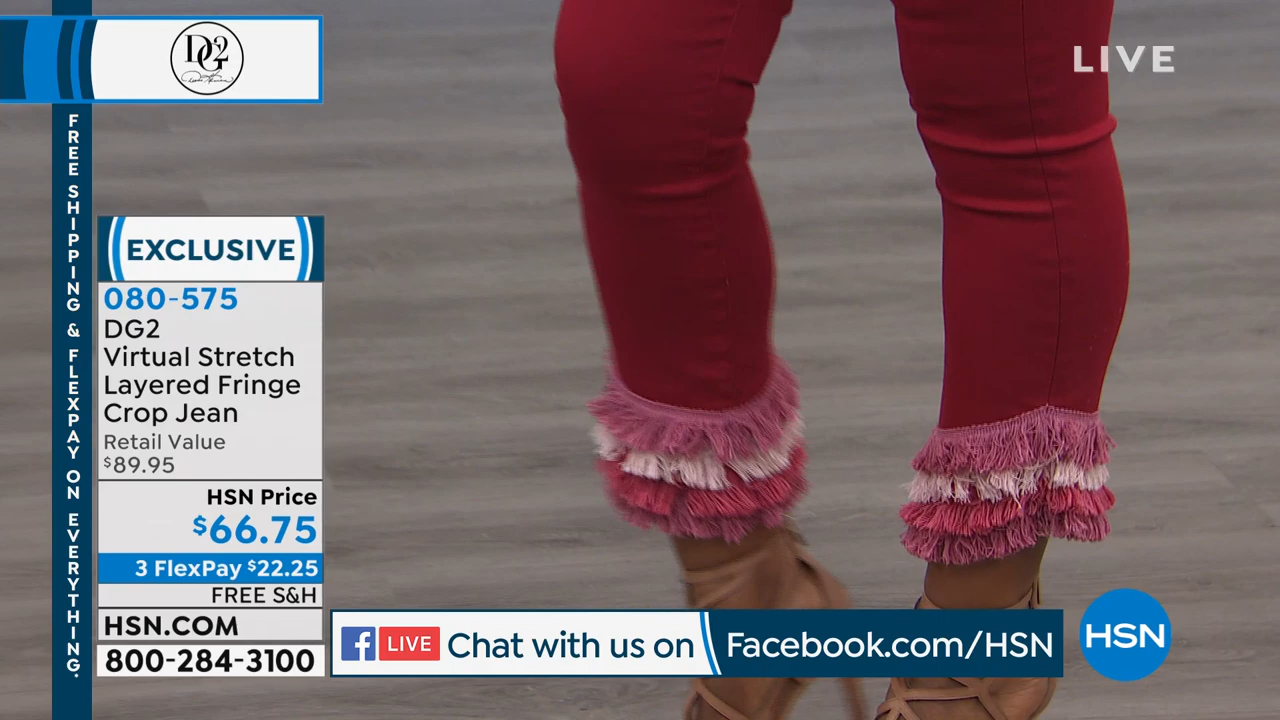 DG2
LIVE
FREE SHIPPING & FLEXPAY ON EVERYTHING.
EXCLUSIVE
080-575
DG2
Virtual Stretch
Layered Fringe
Crop Jean
Retail Value
$89.95
HSN Price
$66.75
3 FlexPay $22.25
FREE S&H
HSN.COM
800-284-3100
f LIVE Chat with us on Facebook.com/HSN
HSN